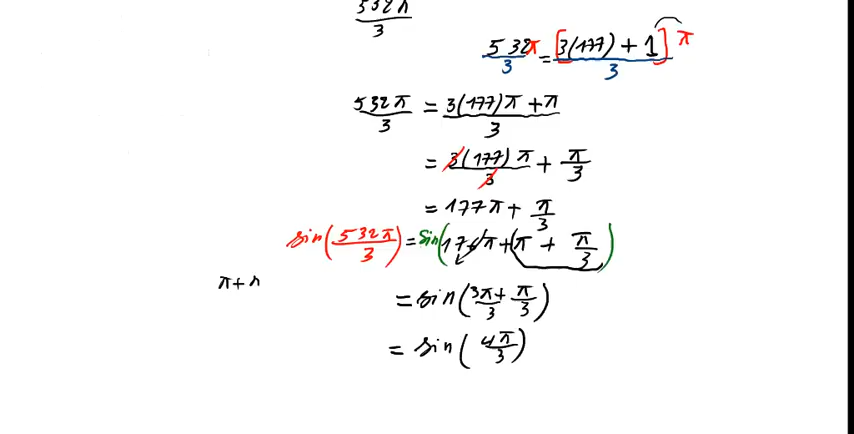 532π/3
532π/3 = [3(177) + 1]π/3
532π/3 = 3(177)π + π/3
= 3(177)π/3 + π/3
= 177π + π/3
sin(532π/3) = sin(176π + π + π/3)
π + π
= sin(3π/3 + π/3)
= sin(4π/3)